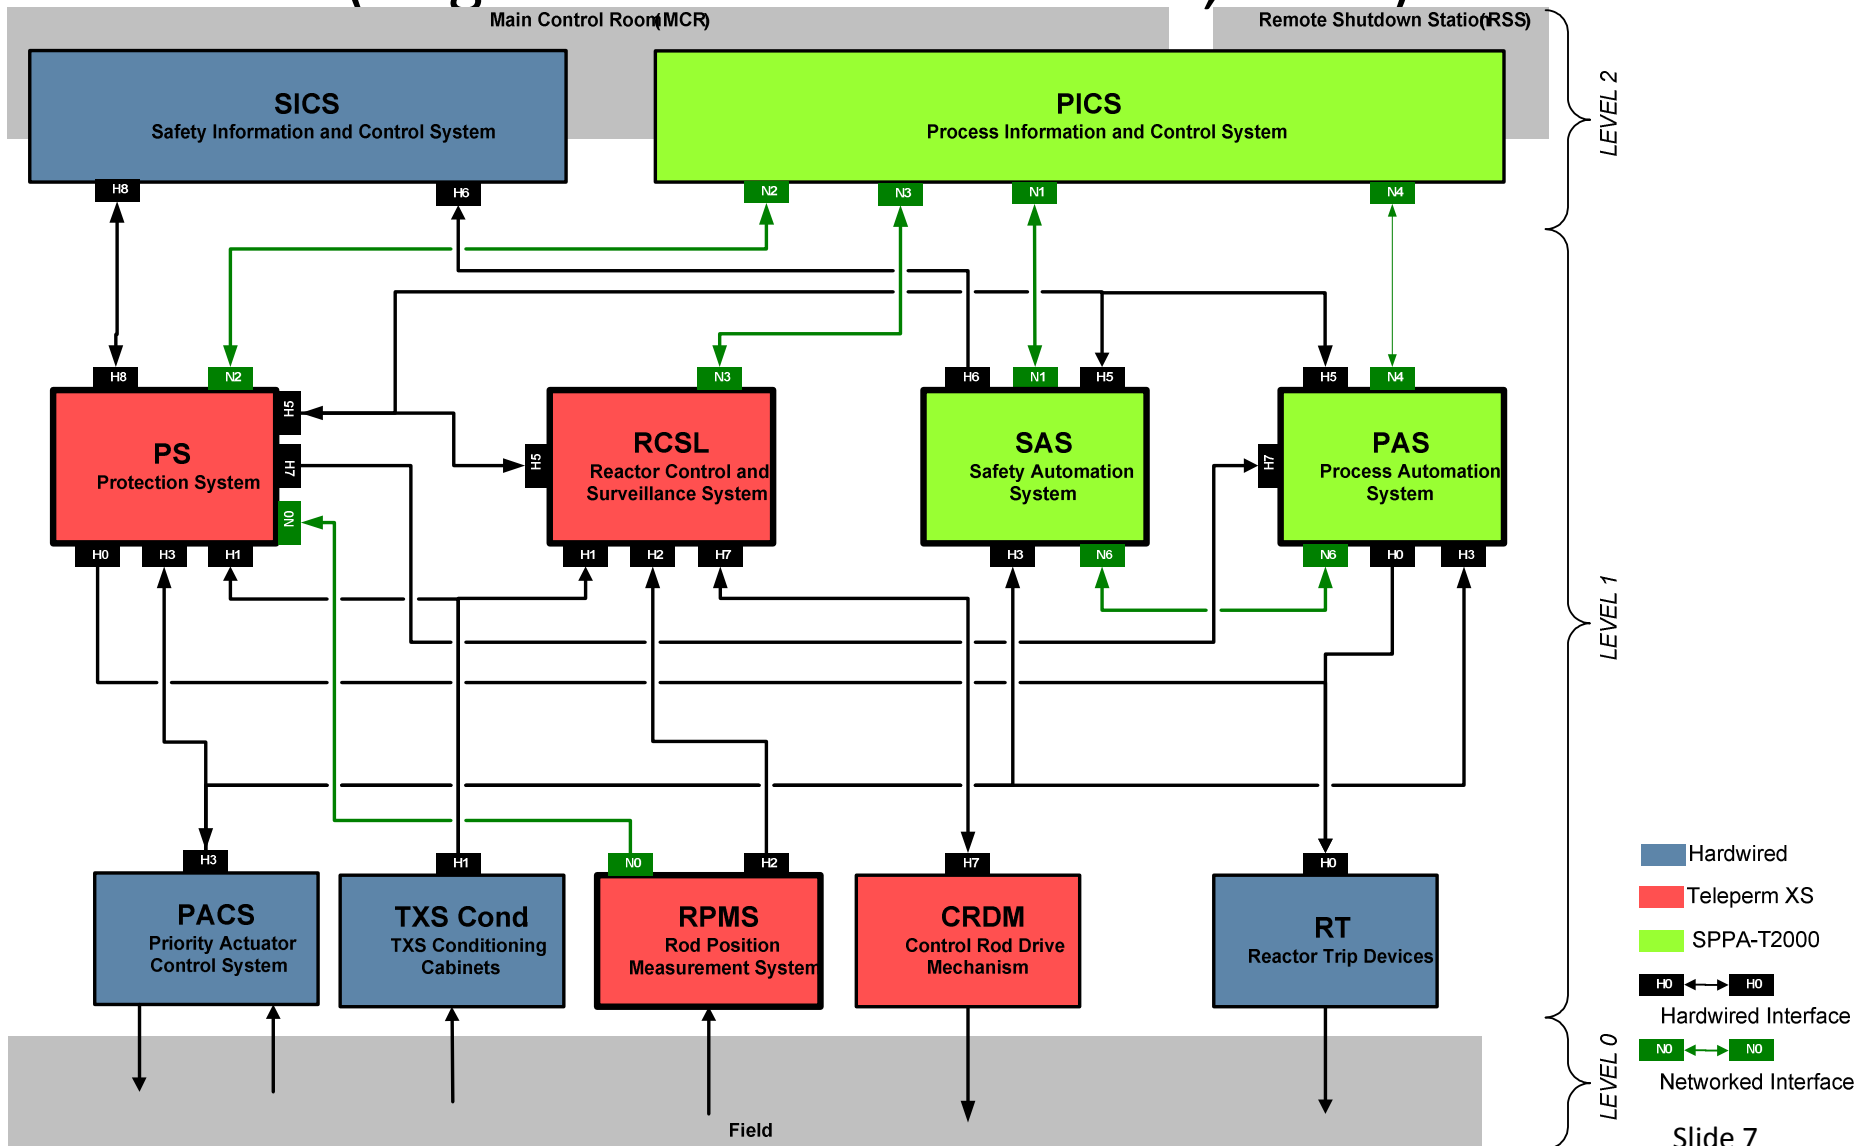 Main Control Room(MCR)
Remote Shutdown Station(RSS)
SICS
Safety Information and Control System
PICS
Process Information and Control System
LEVEL 2
H8
H6
N2
N3
N1
N4
H8
N2
N3
H6
N1
H5
H5
N4
PS
Protection System
H5
H7
N0
H5
RCSL
Reactor Control and
Surveillance System
SAS
Safety Automation
System
H7
PAS
Process Automation
System
H0
H3
H1
H1
H2
H7
H3
N6
N6
H0
H3
LEVEL 1
H3
H1
N0
H2
H7
H0
PACS
Priority Actuator
Control System
TXS Cond
TXS Conditioning
Cabinets
RPMS
Rod Position
Measurement System
CRDM
Control Rod Drive
Mechanism
RT
Reactor Trip Devices
Hardwired
Teleperm XS
SPPA-T2000
H0
H0
Hardwired Interface
N0
N0
Networked Interface
LEVEL 0
Field
Slide 7